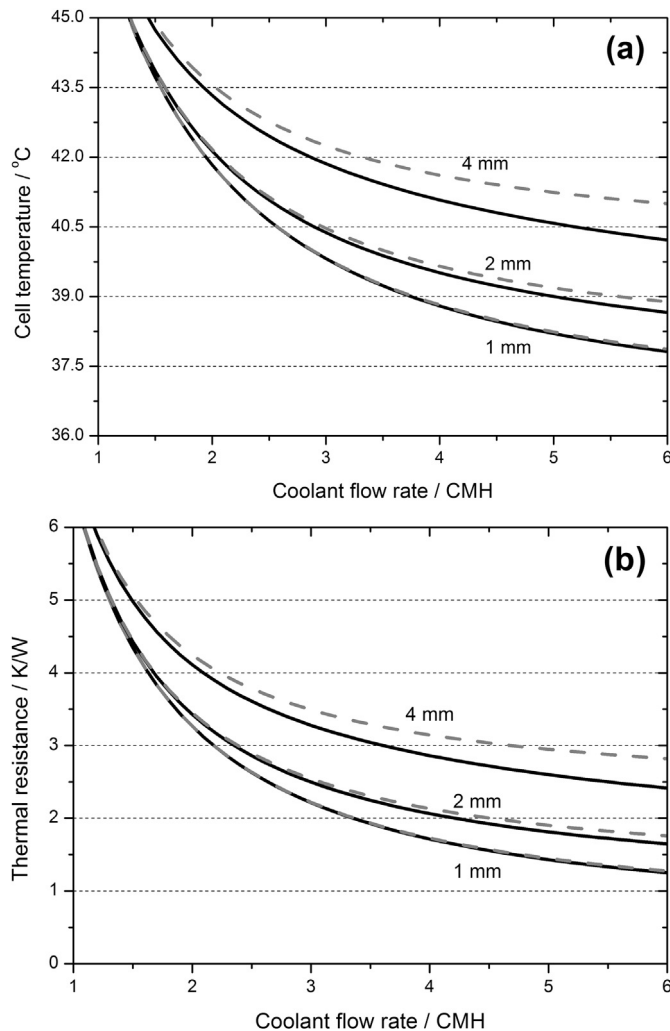 45.0
(a)
43.5
42.0
4 mm
40.5
2 mm
39.0
1 mm
37.5
36.0
Cell temperature / °C
1 2 3 4 5 6
Coolant flow rate / CMH
6
(b)
5
4
4 mm
3
2 mm
2
1 mm
1
0
Thermal resistance / K/W
1 2 3 4 5 6
Coolant flow rate / CMH